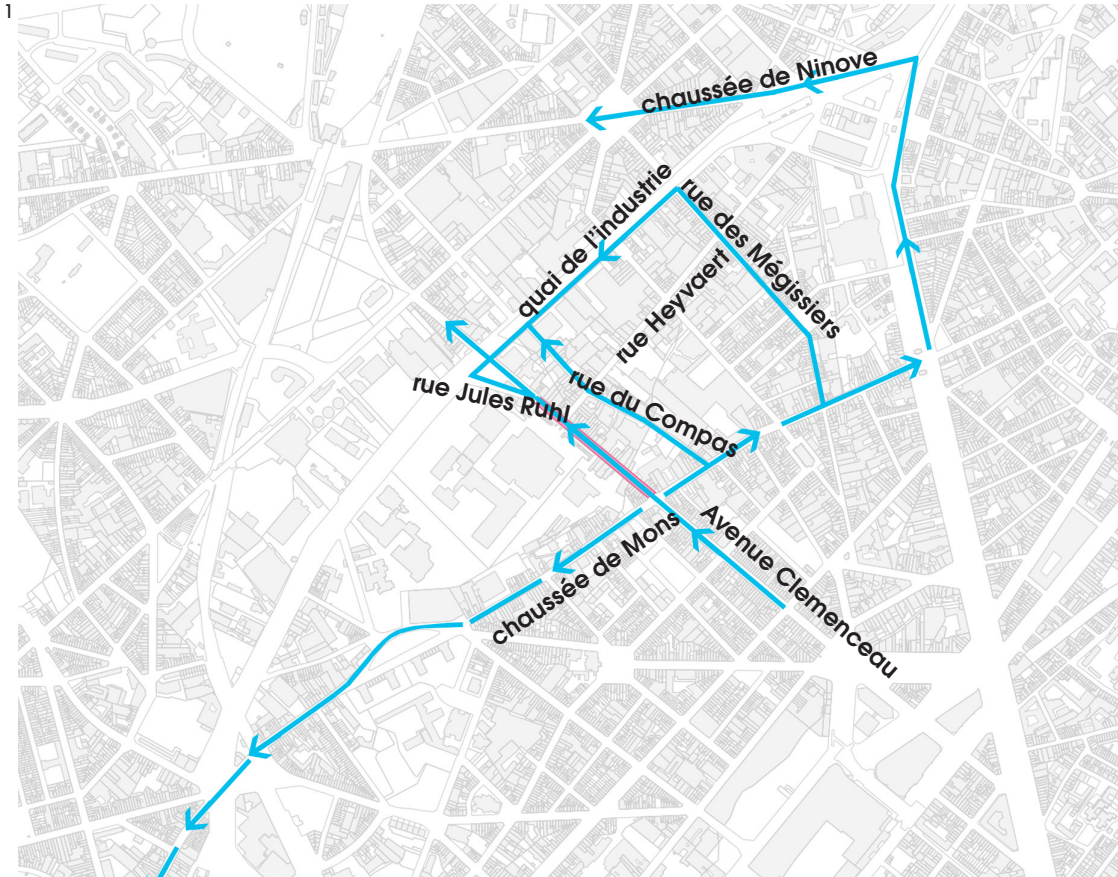 1
chaussée de Ninove
quai de l'industrie
rue des Mégissiers
rue Heyvaert
rue Jules Ruhl
rue du Compas
chaussée de Mons
Avenue Clemenceau